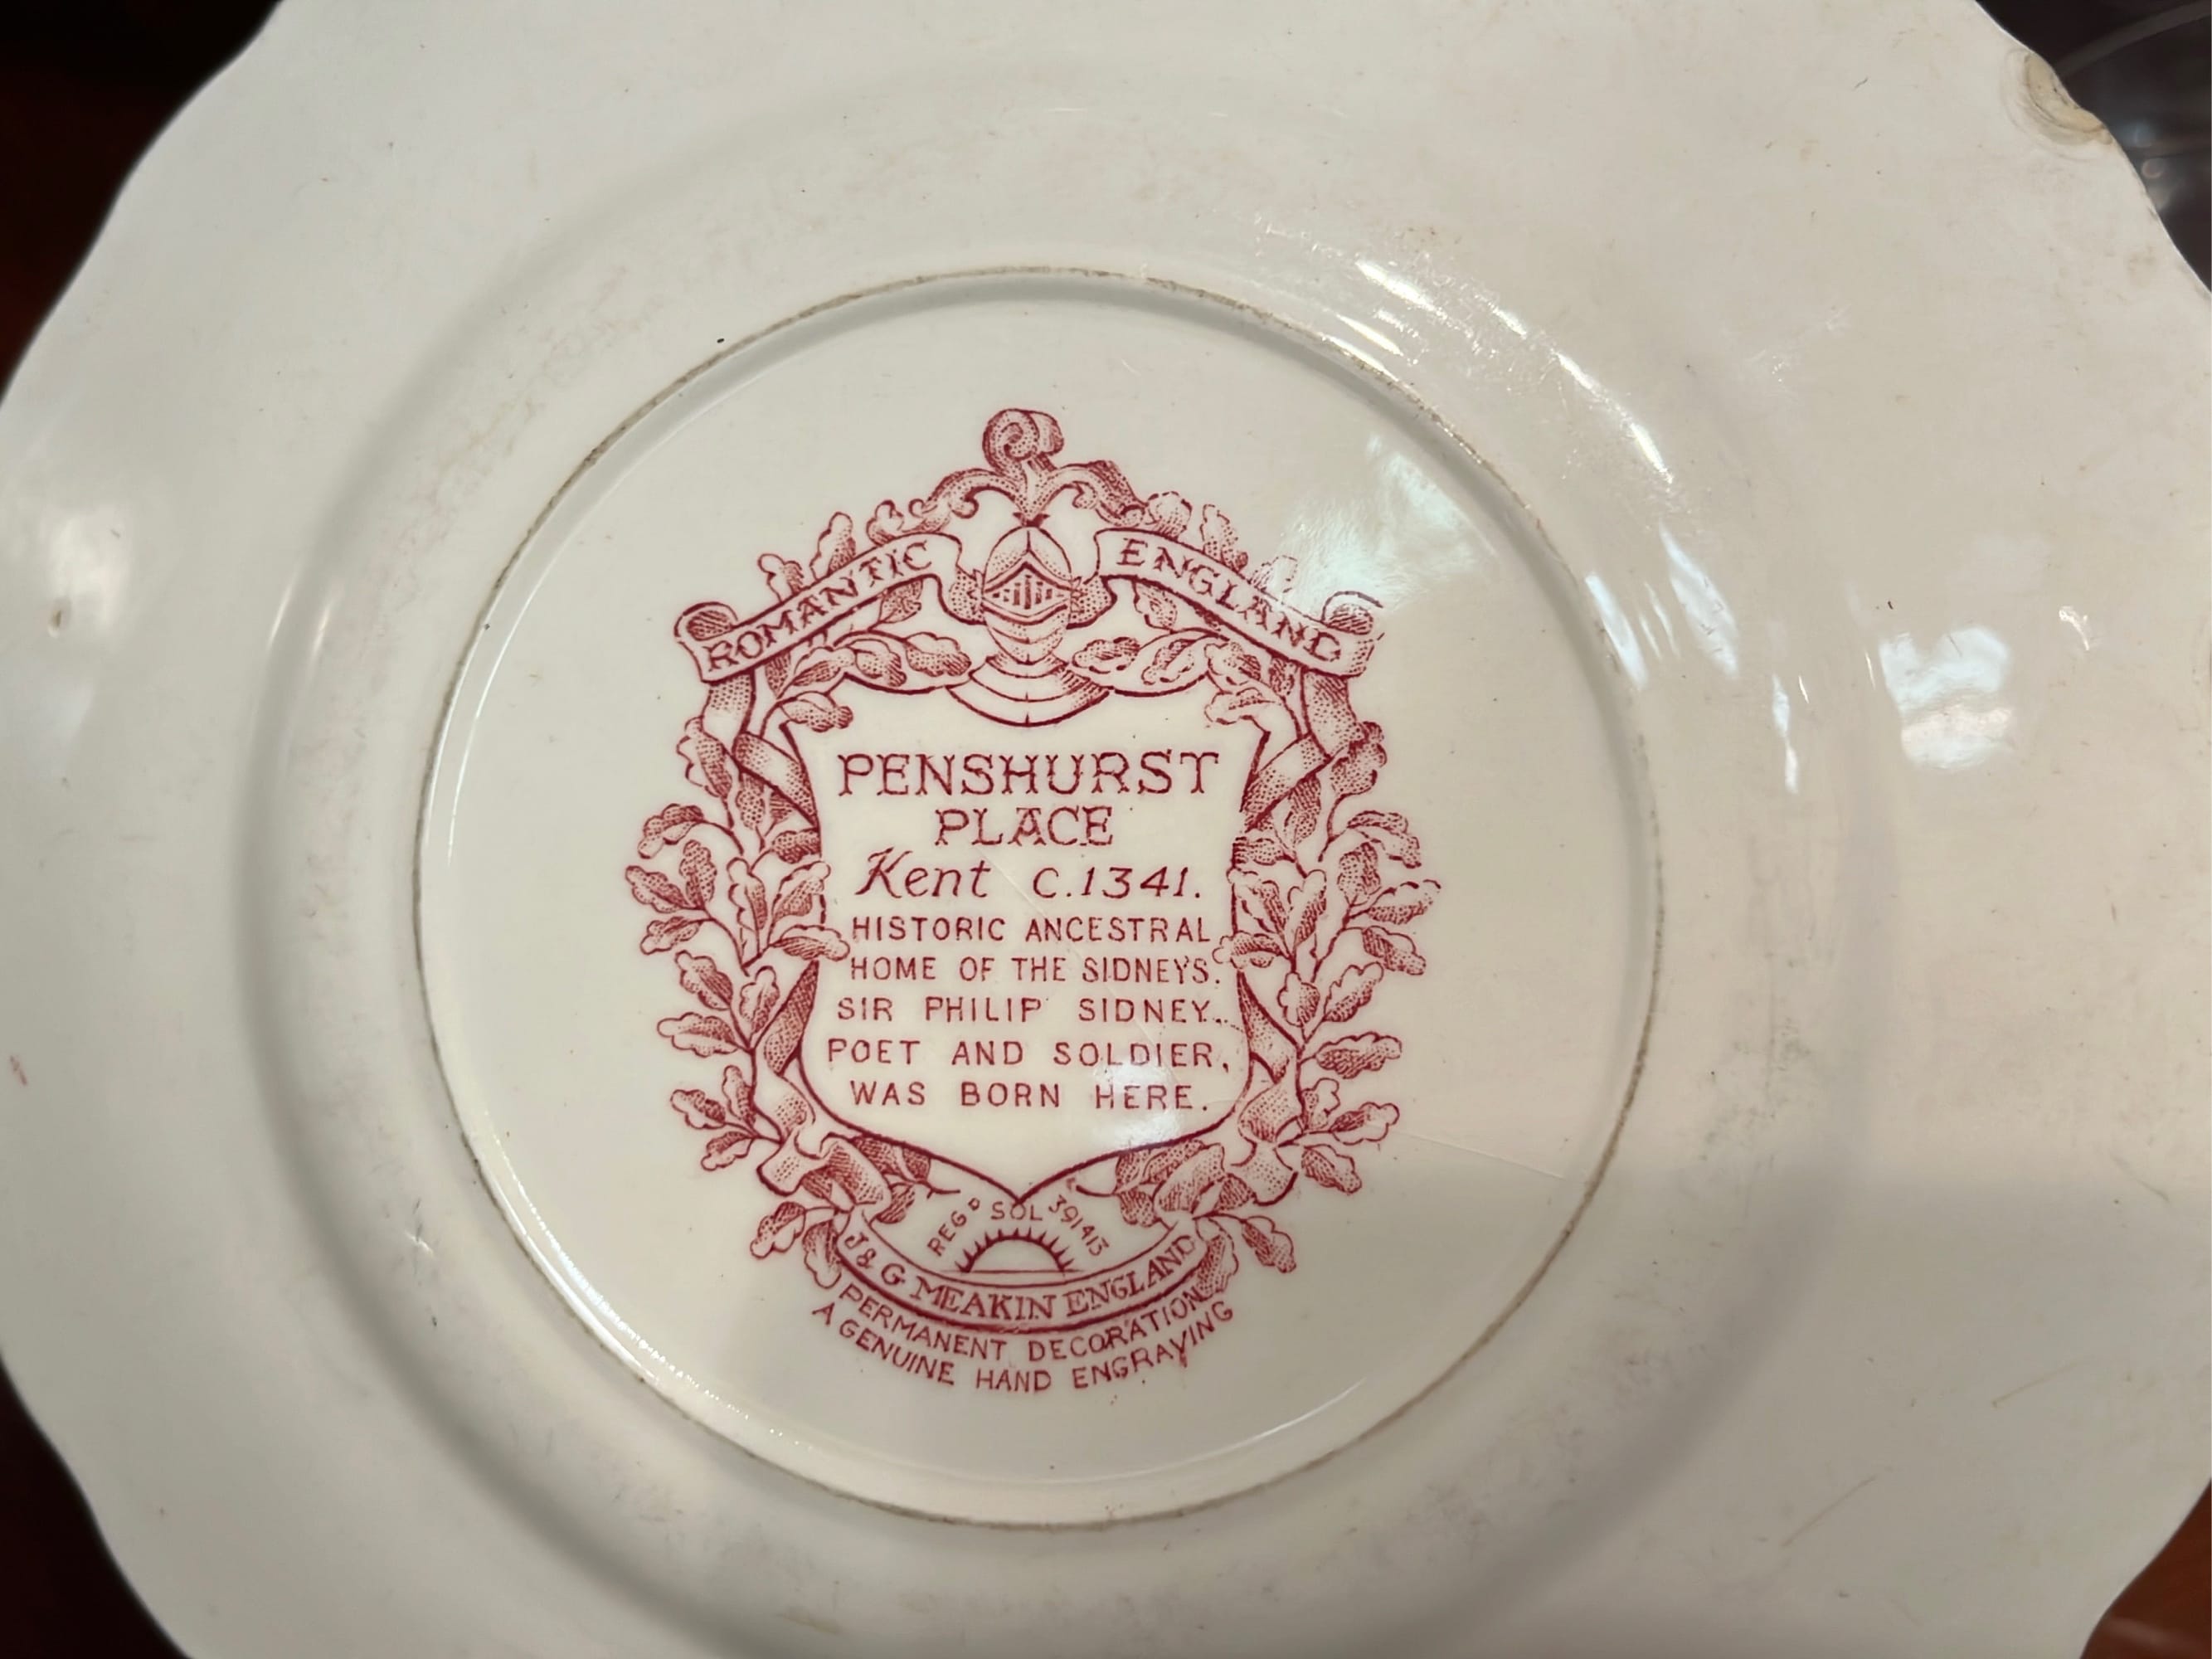 ROMANTIC ENGLAND
PENSHURST
PLACE
Kent C.1341.
HISTORIC ANCESTRAL
HOME OF THE SIDNEYS.
SIR PHILIP SIDNEY.
POET AND SOLDIER,
WAS BORN HERE.
REGD SOL 391413
J & G MEAKIN ENGLAND
PERMANENT DECORATION
A GENUINE HAND ENGRAVING